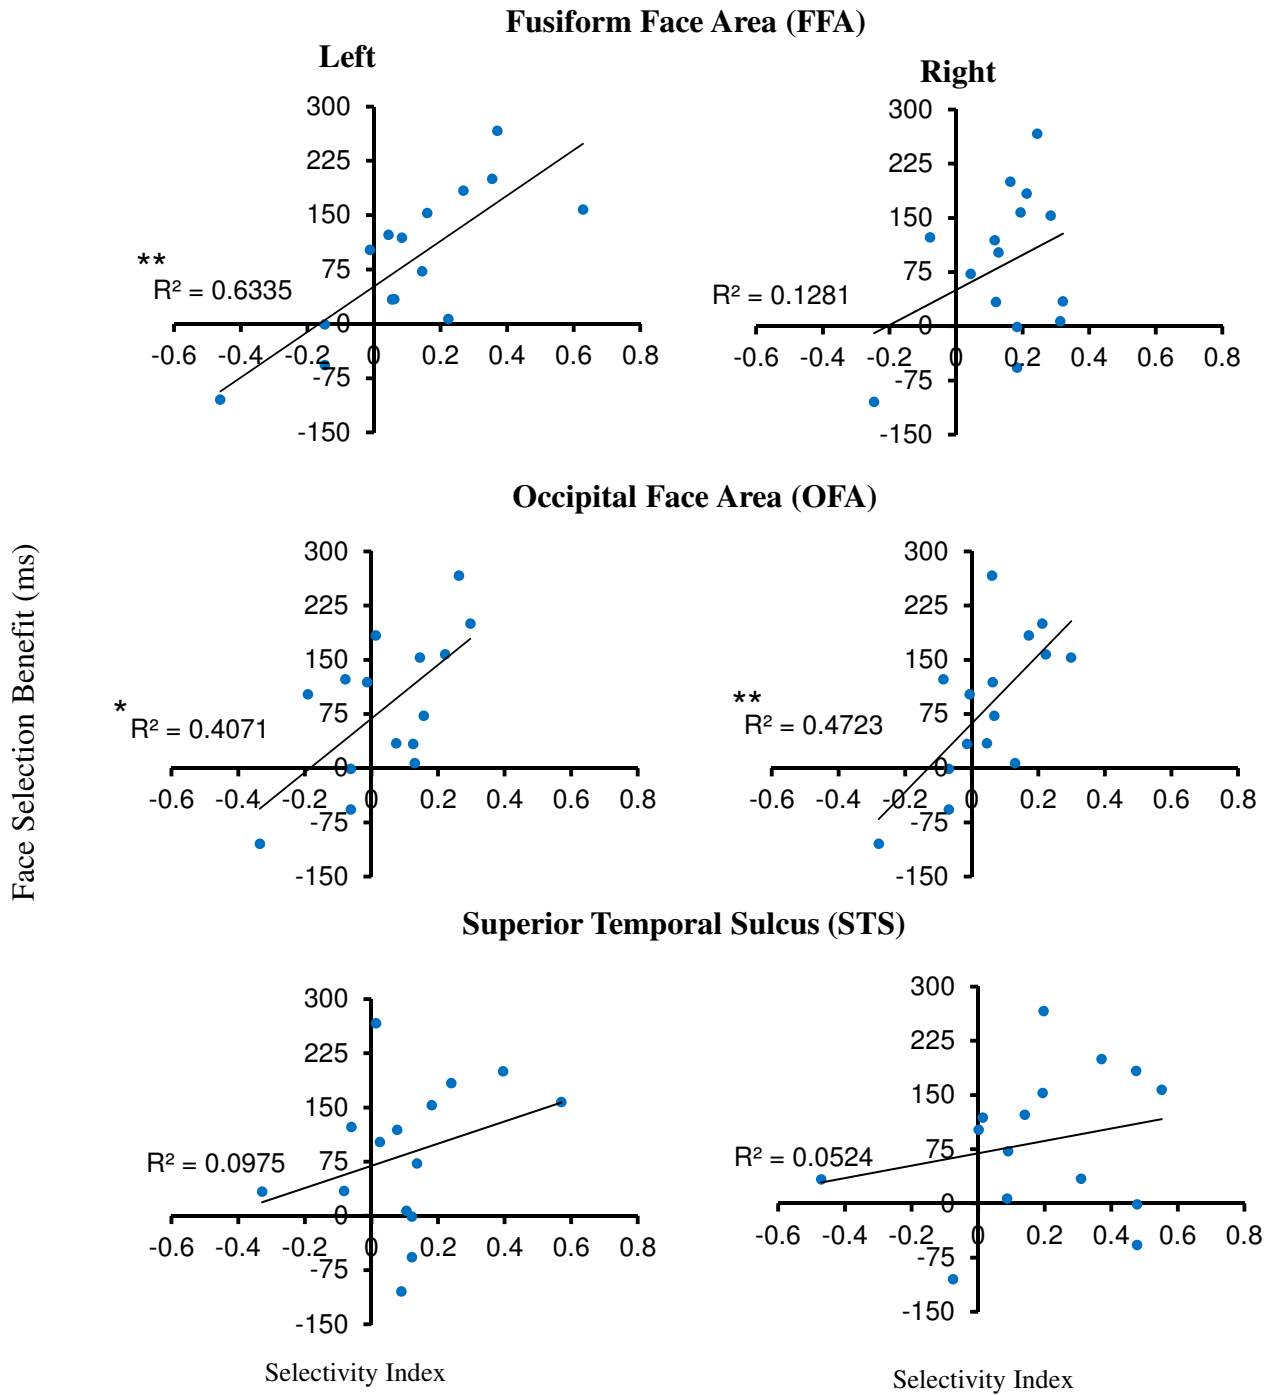 Fusiform Face Area (FFA)
Left
Right
300
225
150
75
0
-75
-150
-0.6 -0.4 -0.2 0 0.2 0.4 0.6 0.8
**
R² = 0.6335
300
225
150
75
0
-75
-150
-0.6 -0.4 -0.2 0 0.2 0.4 0.6 0.8
R² = 0.1281
Occipital Face Area (OFA)
Face Selection Benefit (ms)
300
225
150
75
0
-75
-150
-0.6 -0.4 -0.2 0 0.2 0.4 0.6 0.8
*
R² = 0.4071
300
225
150
75
0
-75
-150
-0.6 -0.4 -0.2 0 0.2 0.4 0.6 0.8
**
R² = 0.4723
Superior Temporal Sulcus (STS)
300
225
150
75
0
-75
-150
-0.6 -0.4 -0.2 0 0.2 0.4 0.6 0.8
R² = 0.0975
300
225
150
75
0
-75
-150
-0.6 -0.4 -0.2 0 0.2 0.4 0.6 0.8
R² = 0.0524
Selectivity Index
Selectivity Index